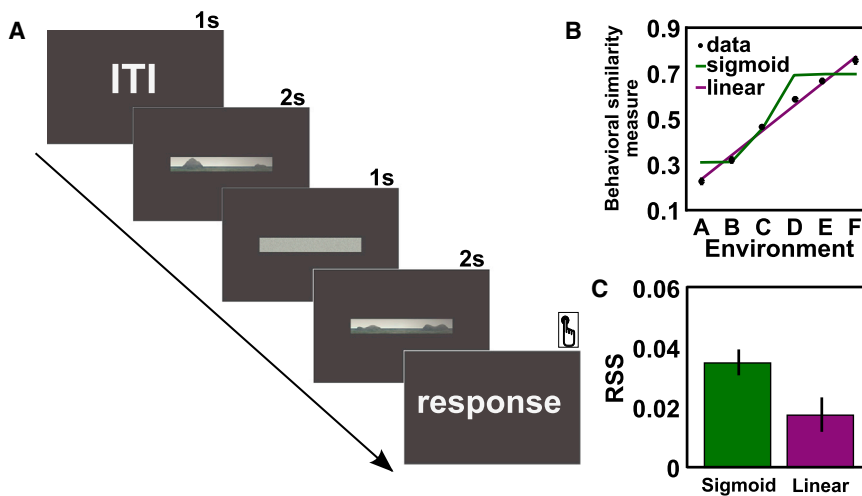 A
1s
ITI
2s
1s
2s
response
B
Behavioral similarity
measure
0.9
0.7
0.5
0.3
0.1
data
sigmoid
linear
A B C D E F
Environment
C
RSS
0.06
0.04
0.02
0
Sigmoid Linear